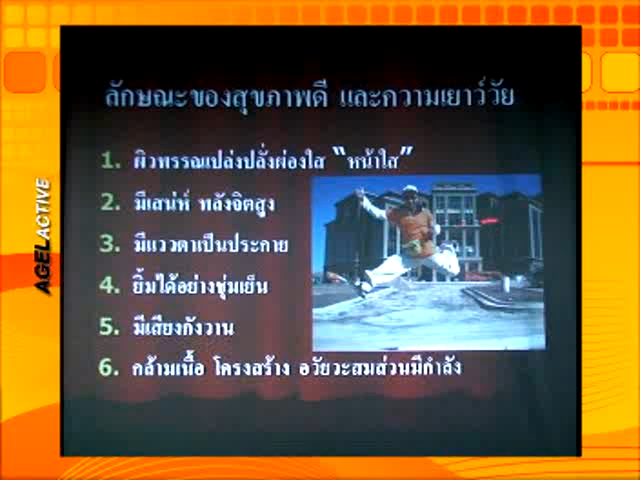 ลักษณะของสุขภาพดี และความเยาว์วัย
1. ผิวพรรณเปล่งปลั่งผ่องใส “หน้าใส”
2. มีเสน่ห์ พลังจิตสูง
3. มีแววตาเป็นประกาย
4. ยิ้มได้อย่างชุ่มเย็น
5. มีเสียงกังวาน
6. กล้ามเนื้อ โครงสร้าง อวัยวะสมส่วนมีกำลัง
AGELACTIVE